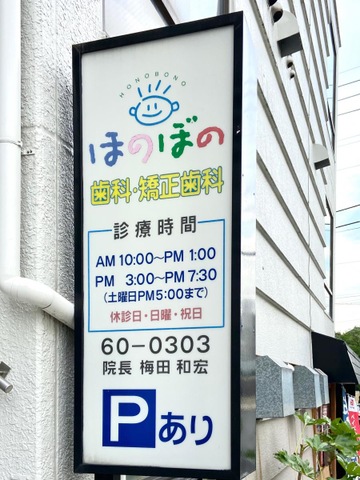 HONOBONO
ほのぼの
歯科・矯正歯科
診療時間
AM 10:00〜PM 1:00
PM 3:00〜PM 7:30
(土曜日PM5:00まで)
休診日・日曜・祝日
60-0303
院長 梅田 和宏
P あり